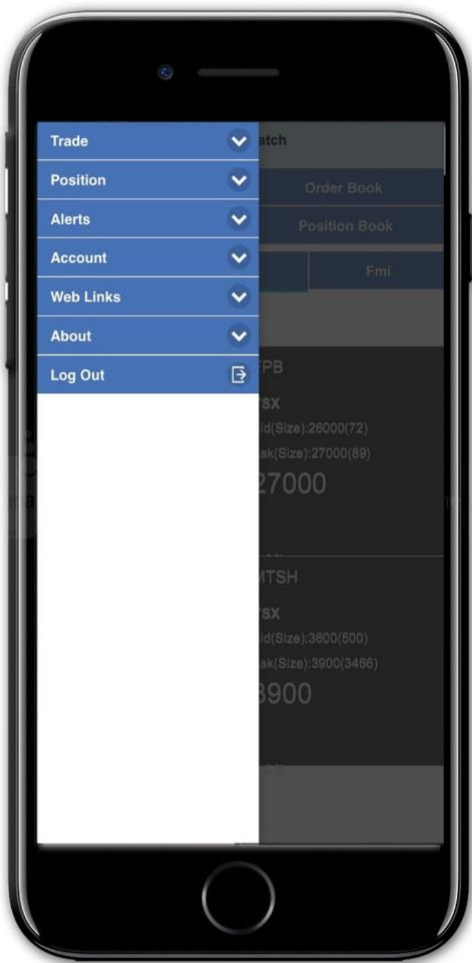 Trade
Position
Alerts
Account
Web Links
About
Log Out
atch
Order Book
Position Book
Fmi
FPB
TSX
id(Size):26000(72)
sk(Size):27000(89)
27000
MTSH
TSX
id(Size):3600(500)
sk(Size):3900(3466)
3900